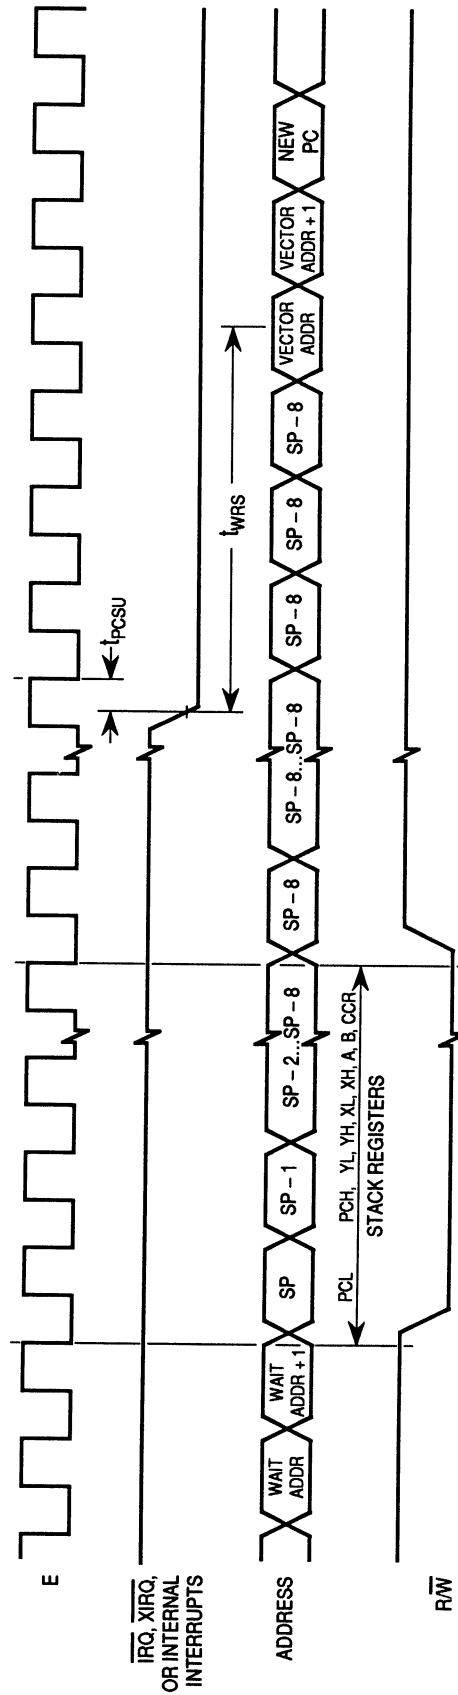 E
t
PCSU
IRQ, XIRQ,
OR INTERNAL
INTERRUPTS
t
WRS
ADDRESS
WAIT
ADDR
WAIT
ADDR + 1
SP
SP – 1
SP – 2...SP – 8
SP – 8
SP – 8...SP – 8
SP – 8
SP – 8
SP – 8
VECTOR
ADDR
VECTOR
ADDR + 1
NEW
PC
PCL PCH, YL, YH, XL, XH, A, B, CCR
STACK REGISTERS
R/W